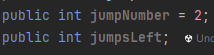 public int jumpNumber = 2;
public int jumpsLeft;